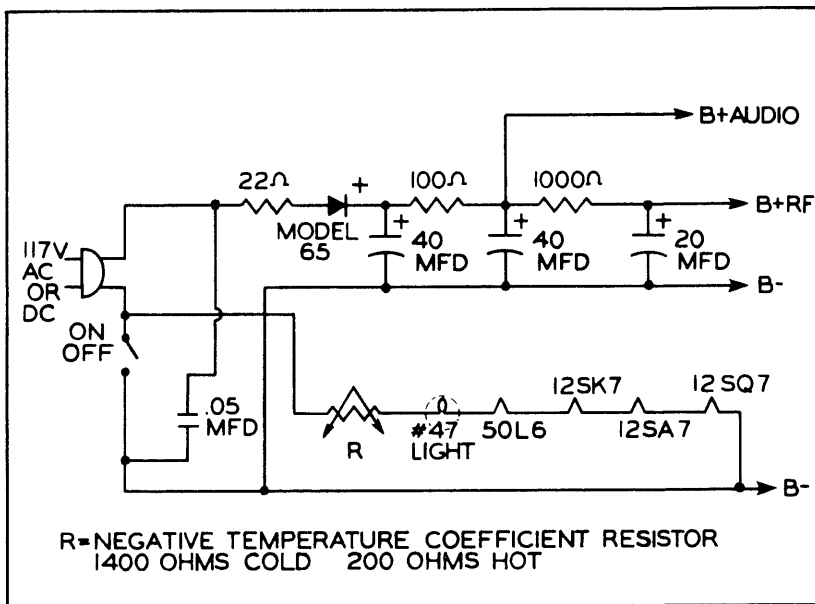 B+AUDIO
22Ω
+
100Ω
1000Ω
B+RF
MODEL
65
+
40
MFD
+
40
MFD
+
20
MFD
117V
AC
OR
DC
B-
ON
OFF
.05
MFD
12SK7
12SQ7
R
#47
LIGHT
50L6
12SA7
B-
R=NEGATIVE TEMPERATURE COEFFICIENT RESISTOR
1400 OHMS COLD 200 OHMS HOT